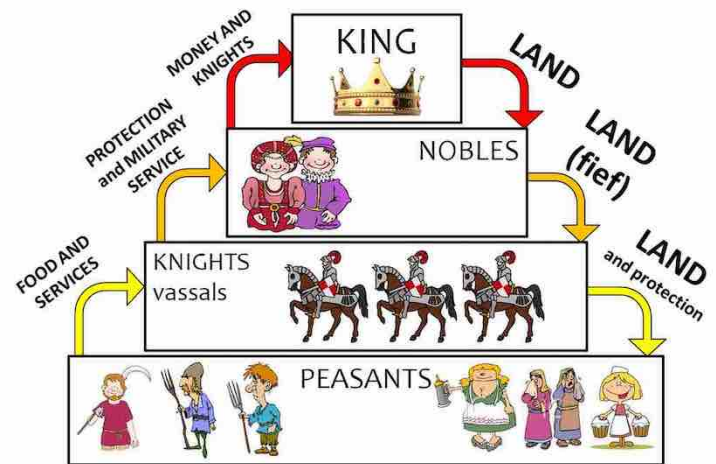 MONEY AND
KNIGHTS
KING
LAND
PROTECTION
and MILITARY
SERVICE
NOBLES
LAND
(fief)
FOOD AND
SERVICES
KNIGHTS
vassals
LAND
and protection
PEASANTS